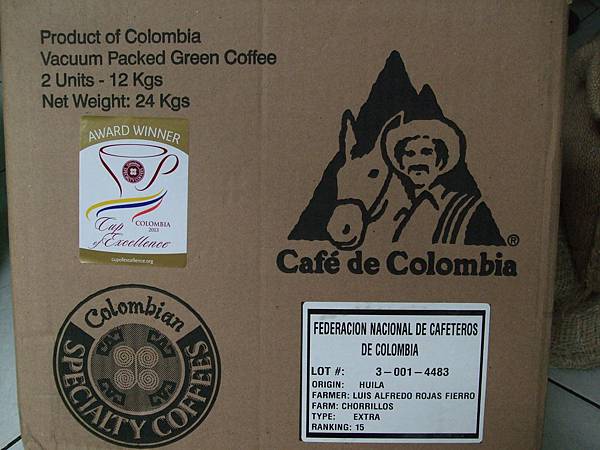 Product of Colombia
Vacuum Packed Green Coffee
2 Units - 12 Kgs
Net Weight: 24 Kgs
AWARD WINNER
COLOMBIA
2013
Cup
of Excellence
cupofexcellence.org
Café de Colombia®
Colombian
SPECIALTY COFFEES
FEDERACION NACIONAL DE CAFETEROS
DE COLOMBIA
LOT #: 3-001-4483
ORIGIN: HUILA
FARMER: LUIS ALFREDO ROJAS FIERRO
FARM: CHORRILLOS
TYPE: EXTRA
RANKING: 15